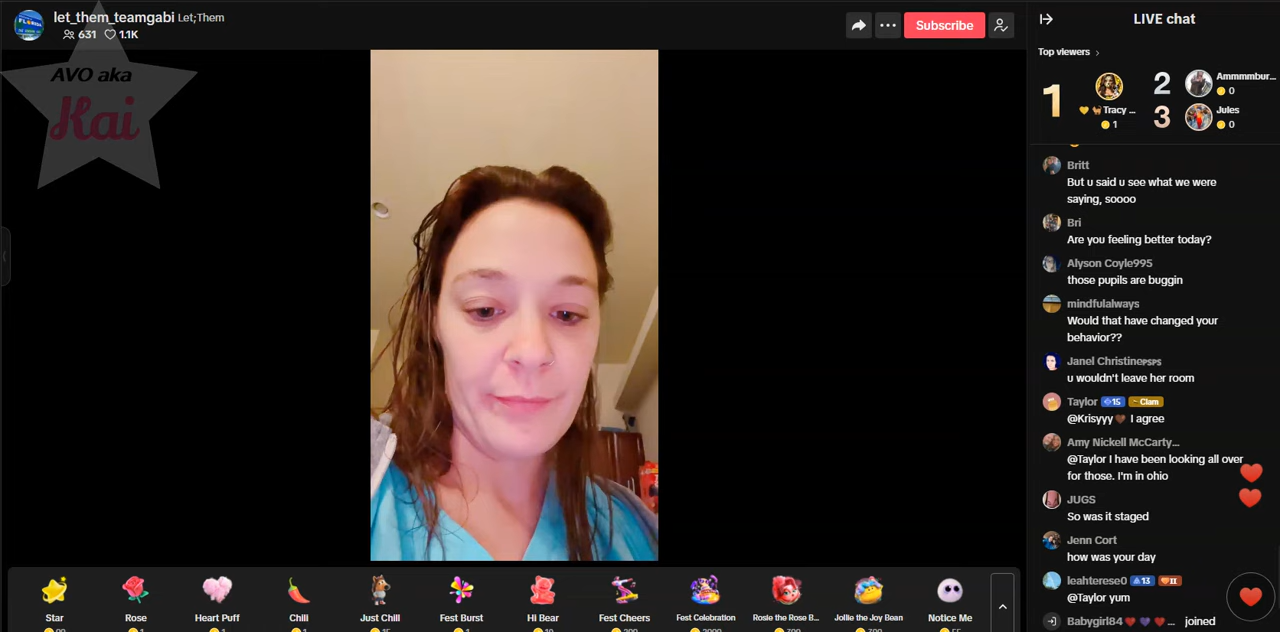 let_them_teamgabi Let;Them
631 1.1K
Subscribe
AVO aka
Kai
LIVE chat
Top viewers
1
Tracy ...
1
2
Ammmmbur...
0
3
Jules
0
Britt
But u said u see what we were
saying, soooo
Bri
Are you feeling better today?
Alyson Coyle995
those pupils are buggin
mindfulalways
Would that have changed your
behavior??
Janel Christinepsps
u wouldn't leave her room
Taylor 15 Clam
@Krisyyy I agree
Amy Nickell McCarty...
@Taylor I have been looking all over
for those. I'm in ohio
JUGS
So was it staged
Jenn Cort
how was your day
leahterese0 13 II
@Taylor yum
Babygirl84 ... joined
Star
Rose
Heart Puff
Chili
Just Chill
Fest Burst
Hi Bear
Fest Cheers
Fest Celebration
Rosie the Rose B...
Jollie the Joy Bean
Notice Me